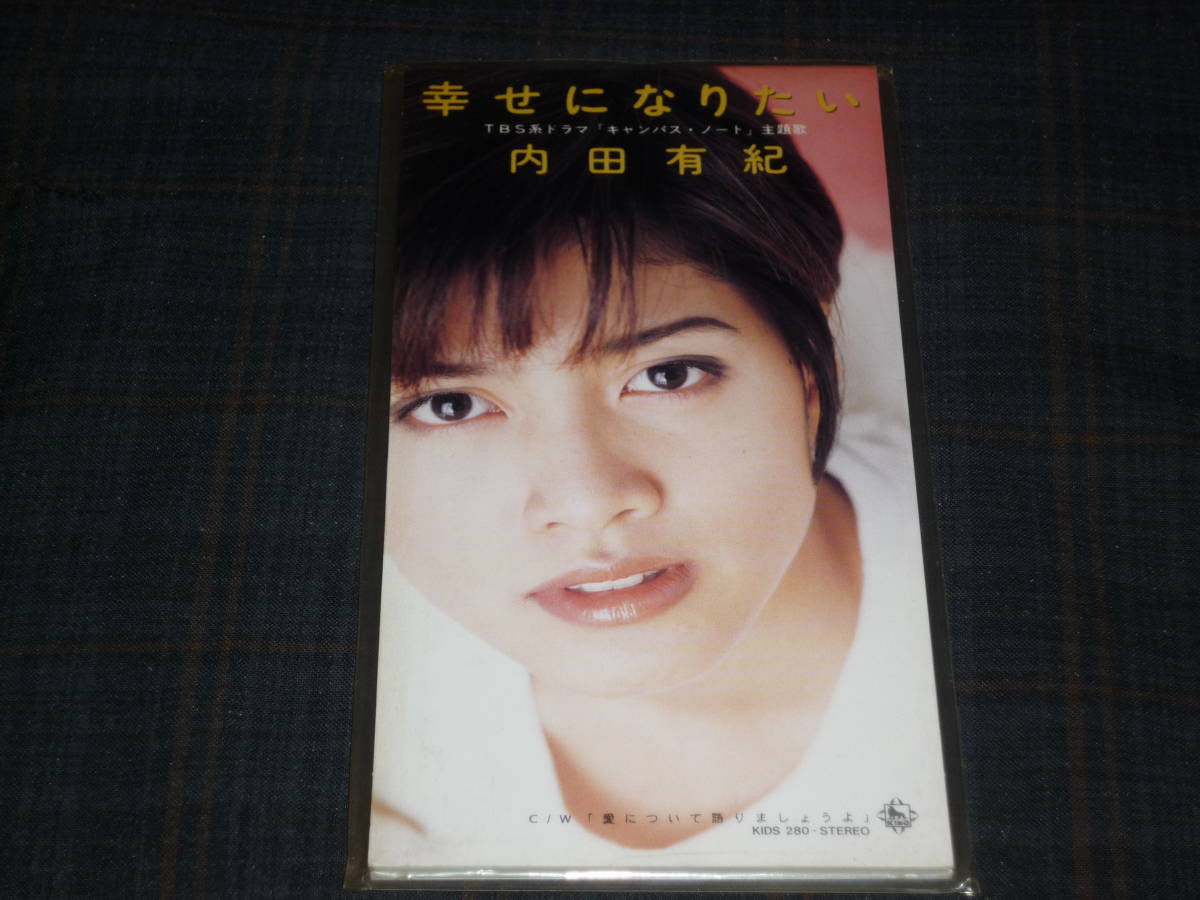 幸せになりたい
TBS系ドラマ「キャンバス・ノート」主題歌
内田有紀
C/W「愛について語りましょうよ」
KIDS 280・STEREO